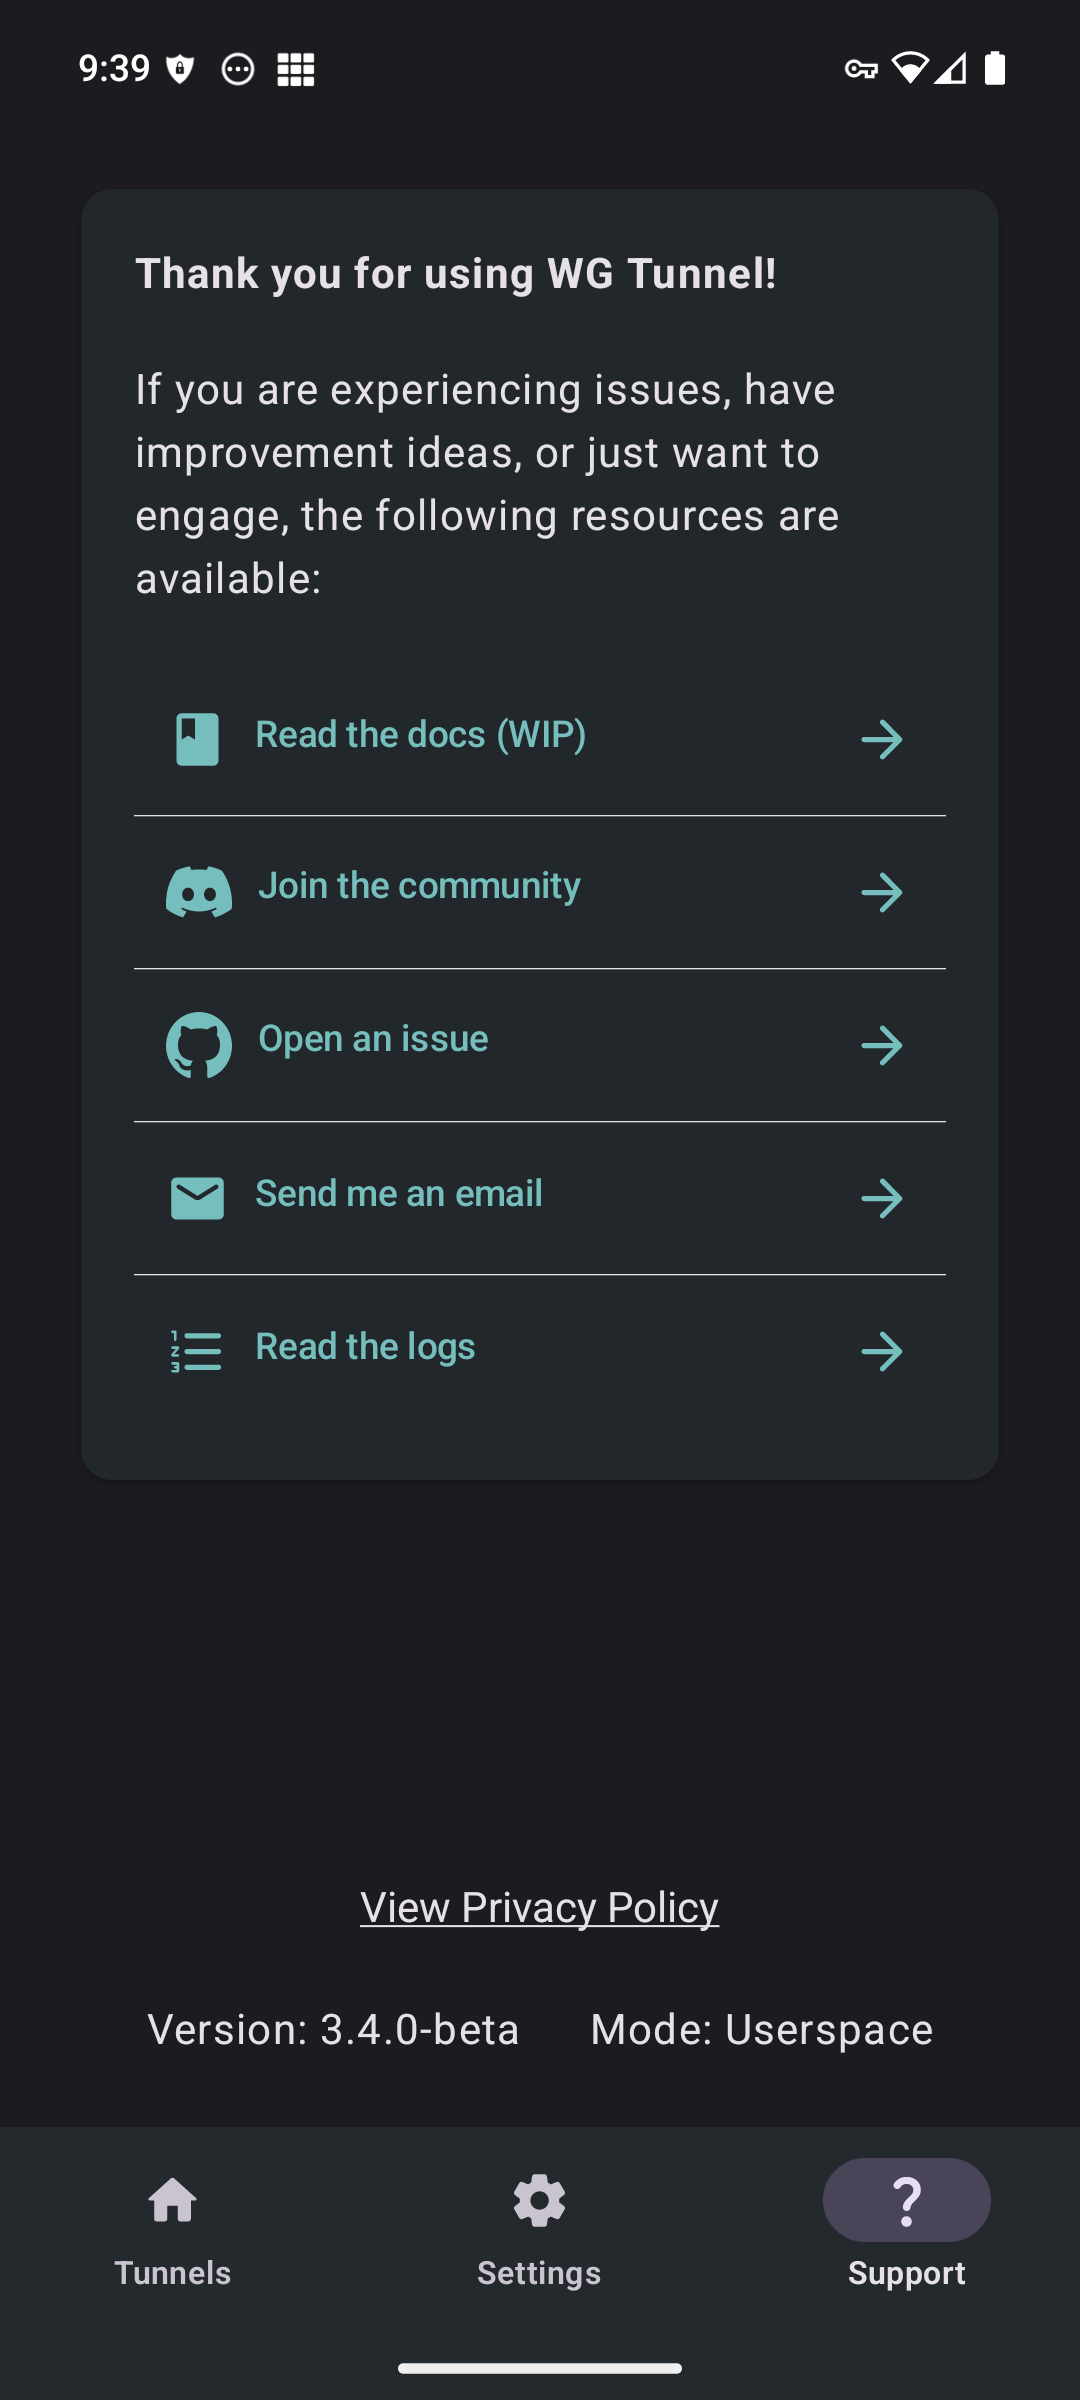 9:39
Thank you for using WG Tunnel!
If you are experiencing issues, have
improvement ideas, or just want to
engage, the following resources are
available:
Read the docs (WIP)
Join the community
Open an issue
Send me an email
Read the logs
View Privacy Policy
Version: 3.4.0-beta Mode: Userspace
Tunnels Settings Support